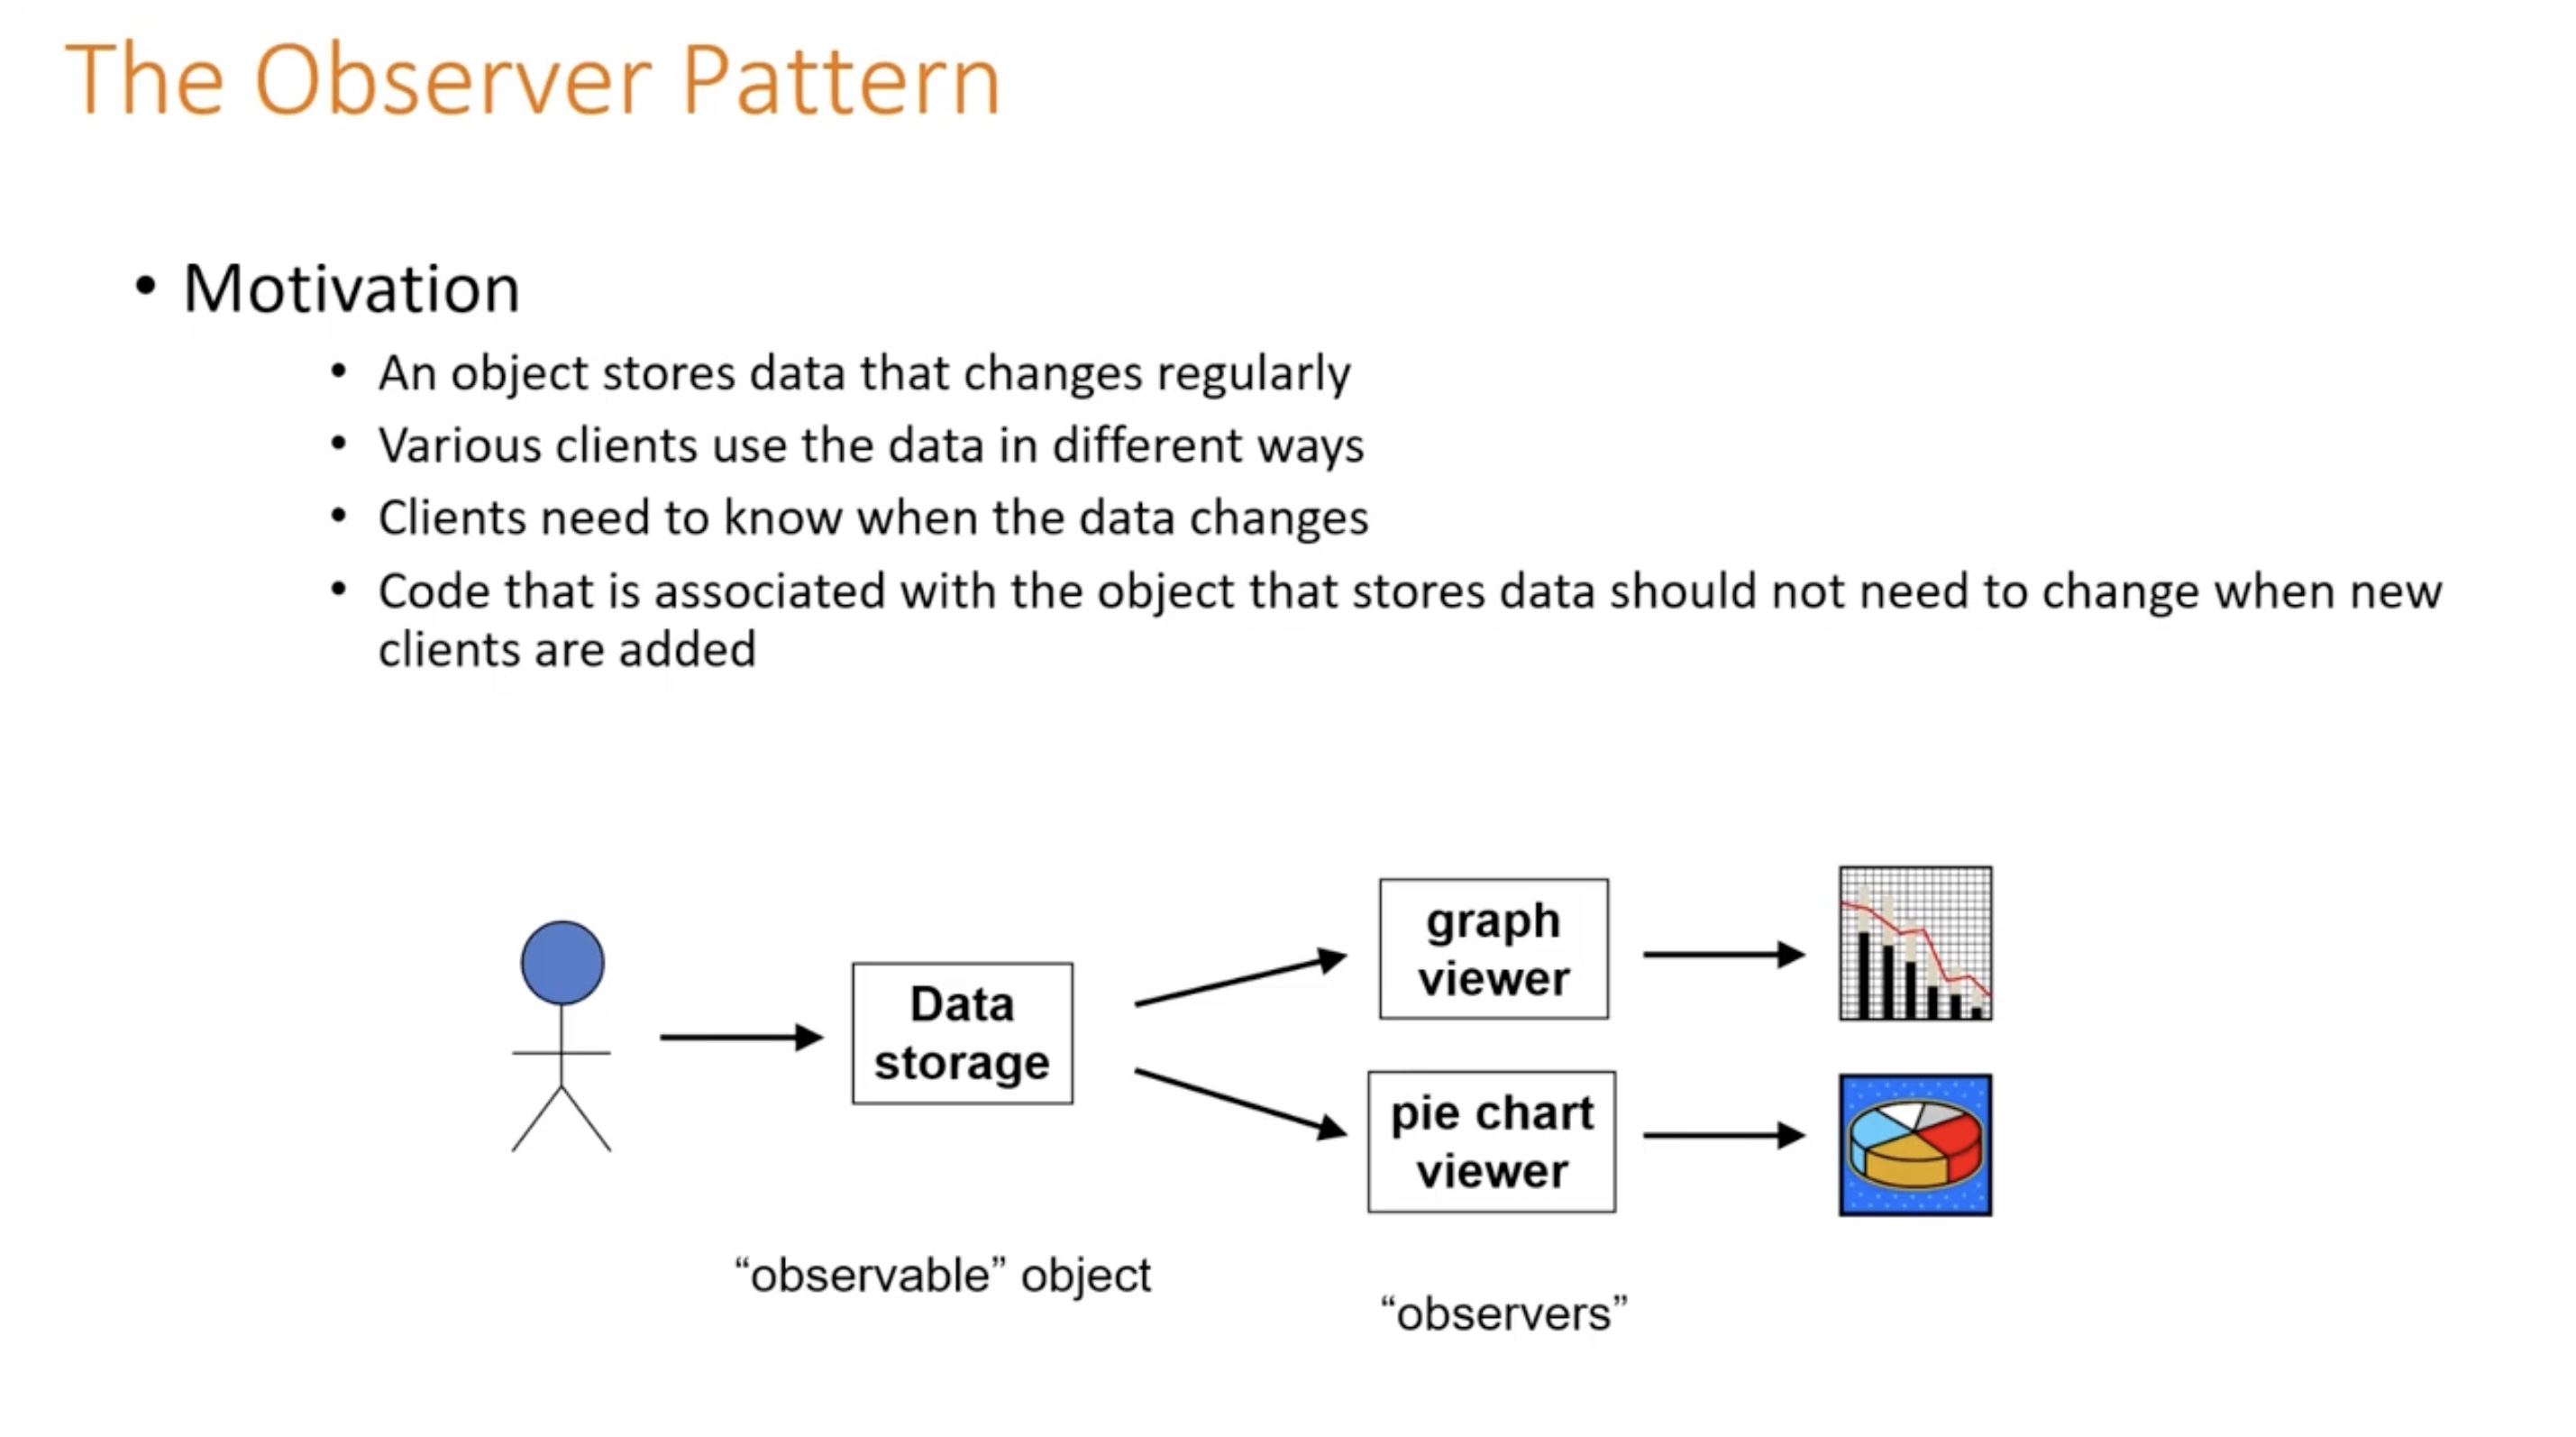 The Observer Pattern
• Motivation
• An object stores data that changes regularly
• Various clients use the data in different ways
• Clients need to know when the data changes
• Code that is associated with the object that stores data should not need to change when new
clients are added
graph
viewer
Data
storage
pie chart
viewer
“observable” object
“observers”